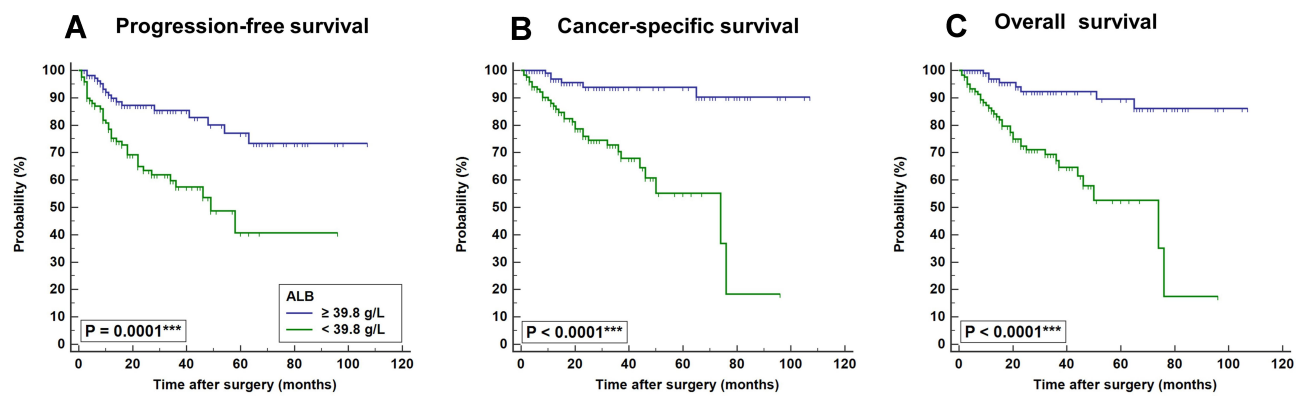 A Progression-free survival
Probability (%)
100
90
80
70
60
50
40
30
20
10
0
ALB
≥ 39.8 g/L
< 39.8 g/L
P = 0.0001***
0 20 40 60 80 100 120
Time after surgery (months)
B Cancer-specific survival
Probability (%)
100
90
80
70
60
50
40
30
20
10
0
P < 0.0001***
0 20 40 60 80 100 120
Time after surgery (months)
C Overall survival
Probability (%)
100
90
80
70
60
50
40
30
20
10
0
P < 0.0001***
0 20 40 60 80 100 120
Time after surgery (months)